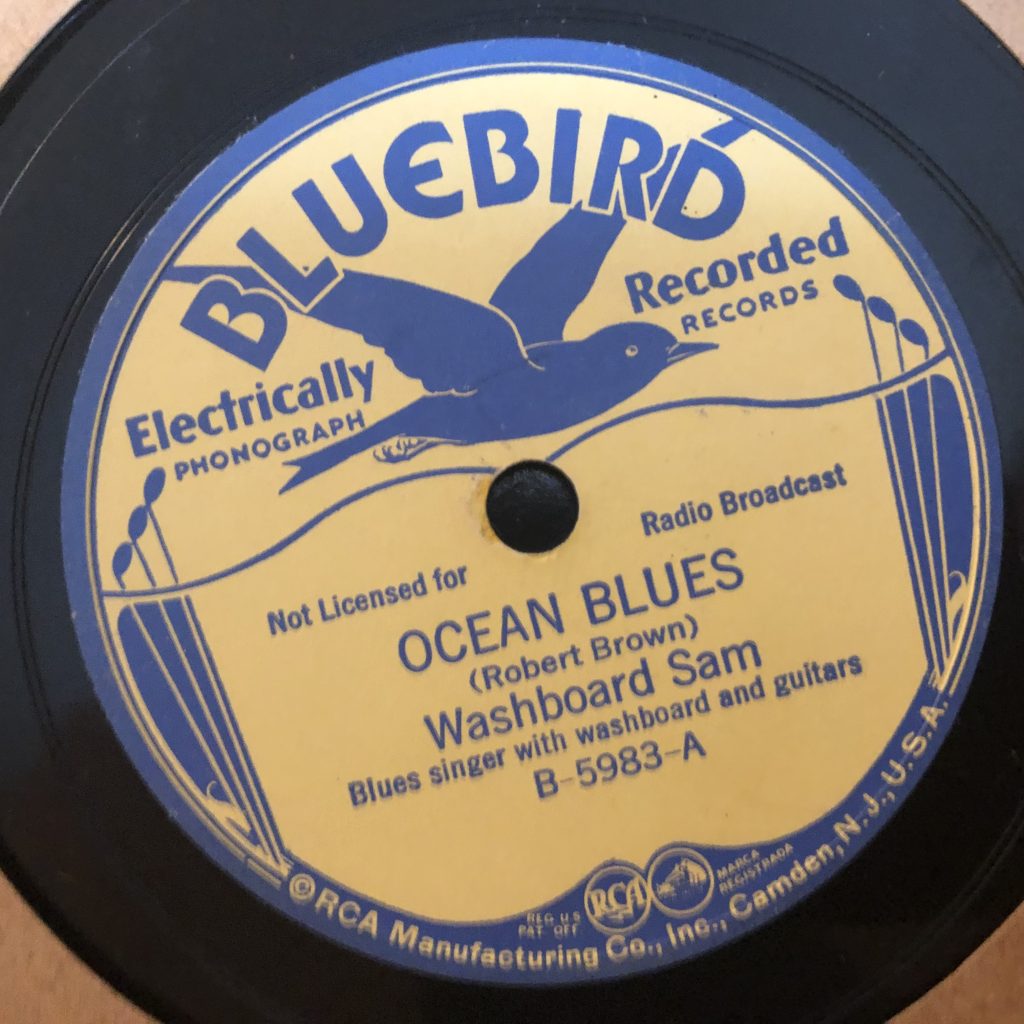 BLUEBIRD
Electrically Recorded
PHONOGRAPH RECORDS
Not Licensed for Radio Broadcast
OCEAN BLUES
(Robert Brown)
Washboard Sam
Blues singer with washboard and guitars
B-5983-A
REG U S
PAT OFF
RCA
MARCA
REGISTRADA
©RCA Manufacturing Co., Inc., Camden, N.J., U.S.A.